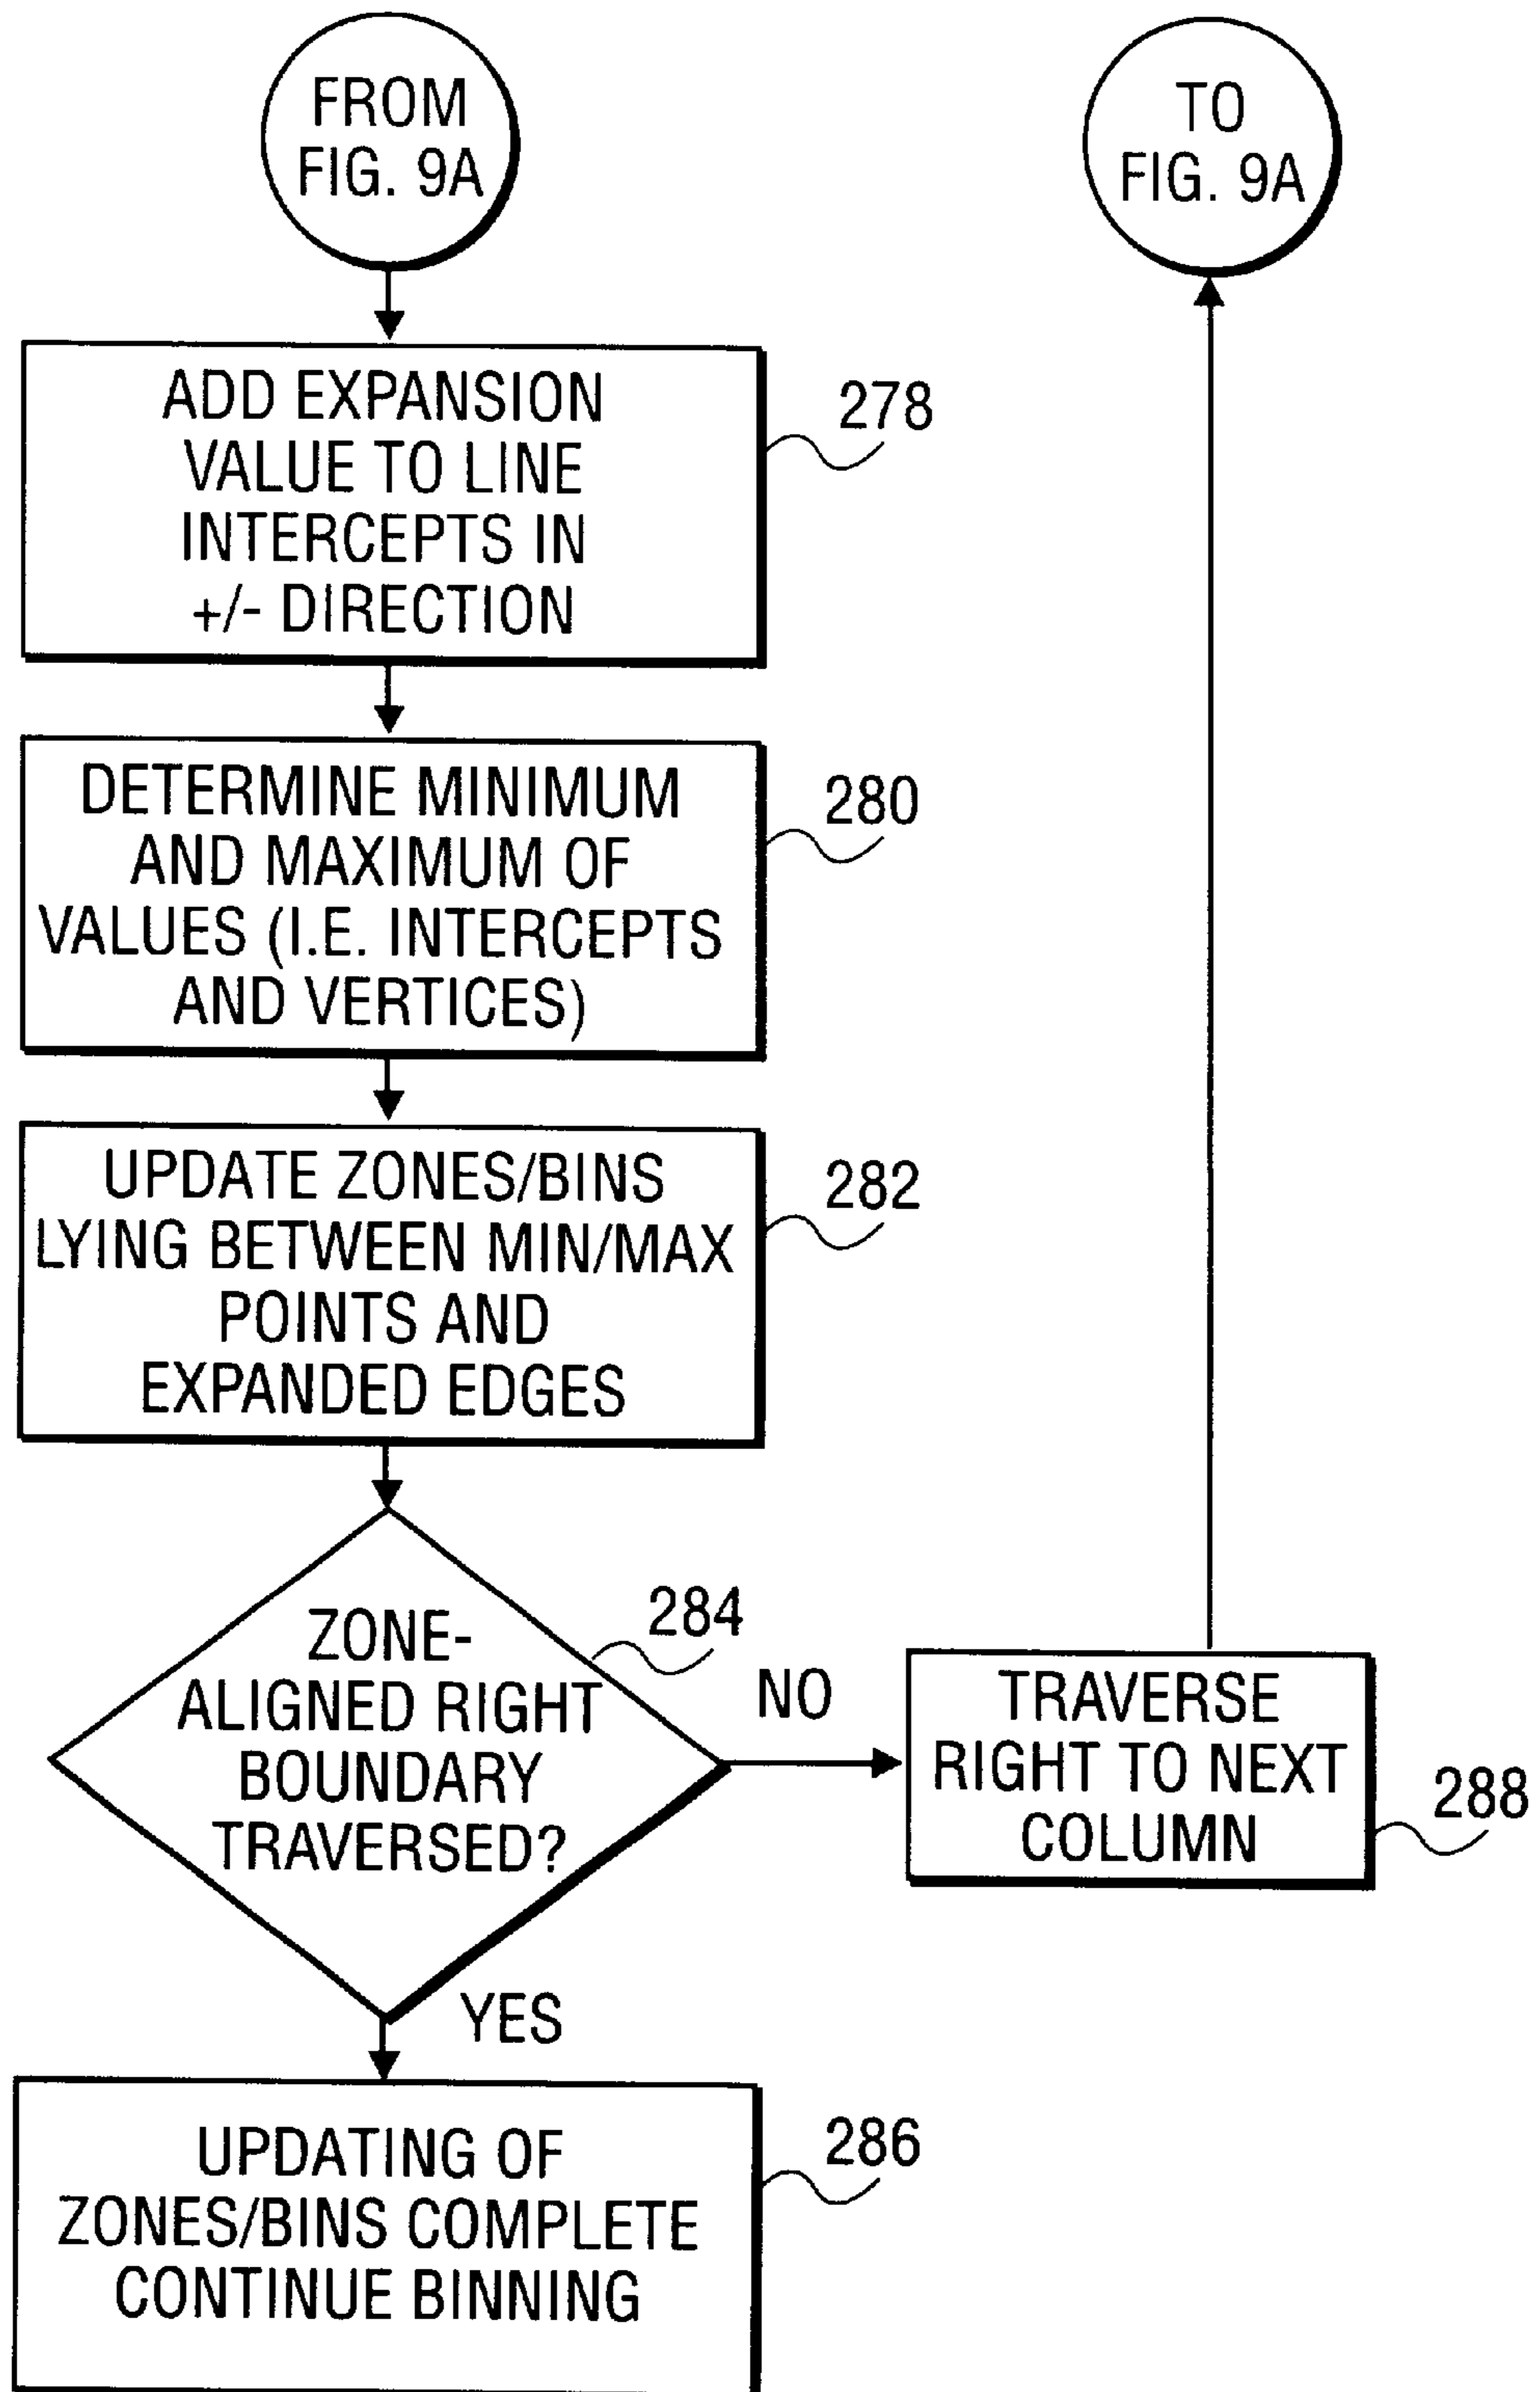 FROM
FIG. 9A
TO
FIG. 9A
ADD EXPANSION
VALUE TO LINE
INTERCEPTS IN
+/- DIRECTION
278
DETERMINE MINIMUM
AND MAXIMUM OF
VALUES (I.E. INTERCEPTS
AND VERTICES)
280
UPDATE ZONES/BINS
LYING BETWEEN MIN/MAX
POINTS AND
EXPANDED EDGES
282
ZONE-
ALIGNED RIGHT
BOUNDARY
TRAVERSED?
284
NO
TRAVERSE
RIGHT TO NEXT
COLUMN
288
YES
UPDATING OF
ZONES/BINS COMPLETE
CONTINUE BINNING
286